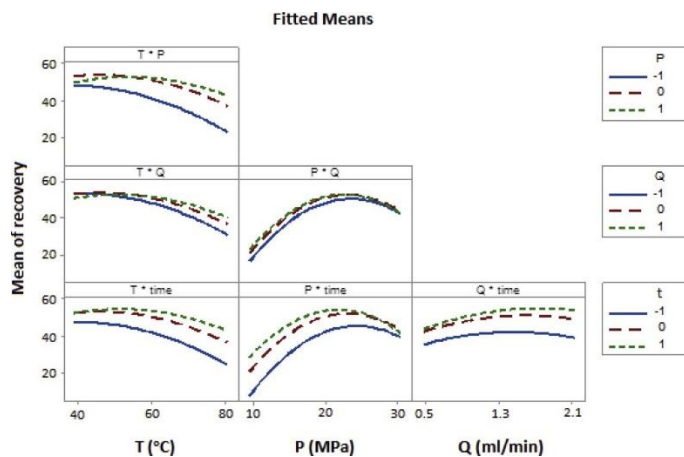 Fitted Means
T * P
60
40
20
P
-1
0
1
T * Q
P * Q
60
40
20
Q
-1
0
1
Mean of recovery
T * time
P * time
Q * time
60
40
20
t
-1
0
1
40 60 80 10 20 30 0.5 1.3 2.1
T (°C) P (MPa) Q (ml/min)